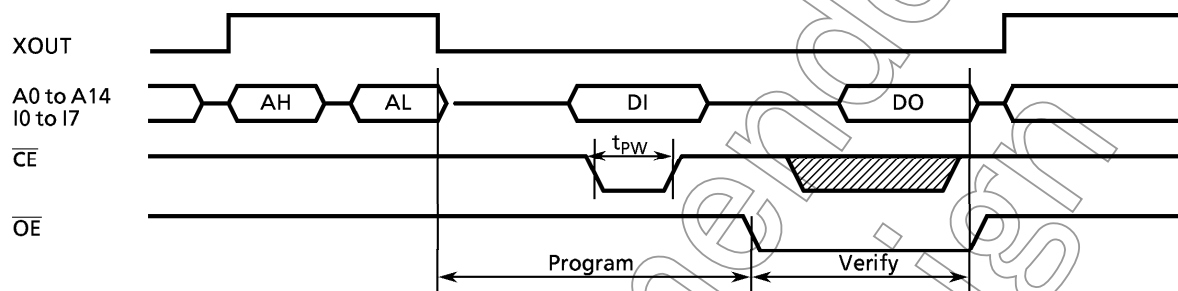 XOUT
A0 to A14
I0 to I7
AH AL DI DO
CE
tPW
OE
Program Verify